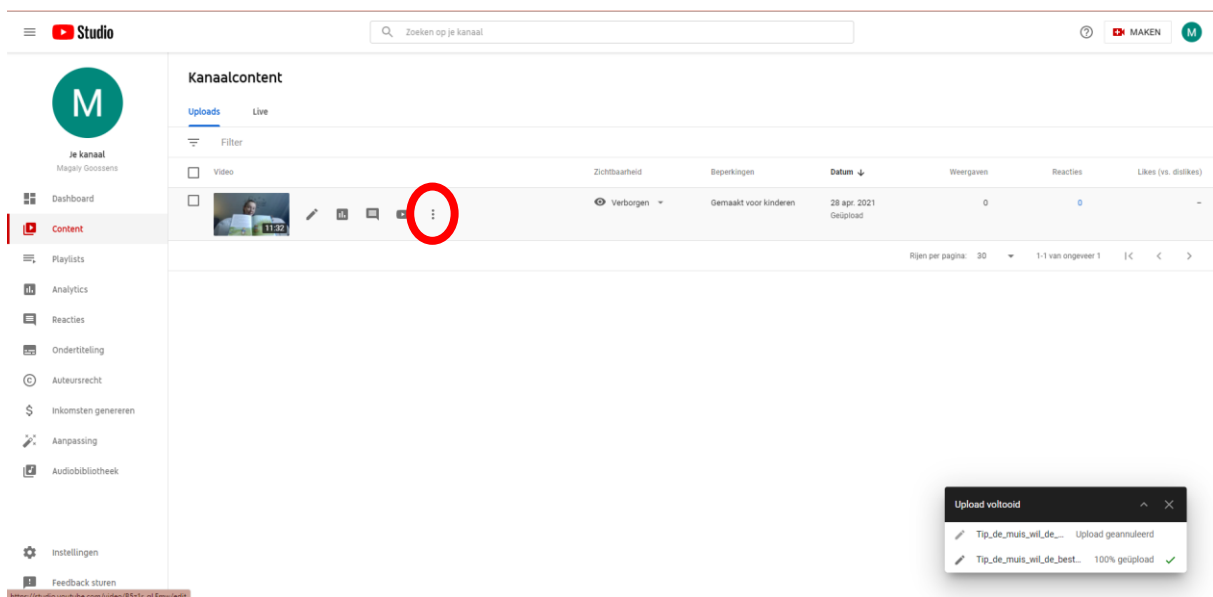 Studio
Zoeken op je kanaal
MAKEN
M
M
Je kanaal
Magaly Goossens
Dashboard
Content
Playlists
Analytics
Reacties
Ondertiteling
Auteursrecht
Inkomsten genereren
Aanpassing
Audiobibliotheek
Instellingen
Feedback sturen
Kanaalcontent
Uploads Live
Filter
Video Zichtbaarheid Beperkingen Datum Weergaven Reacties Likes (vs. dislikes)
11:32 Verborgen Gemaakt voor kinderen 28 apr. 2021 0 0 –
Geüpload
Rijen per pagina: 30 1-1 van ongeveer 1
Upload voltooid
Tip_de_muis_wil_de_... Upload geannuleerd
Tip_de_muis_wil_de_best... 100% geüpload